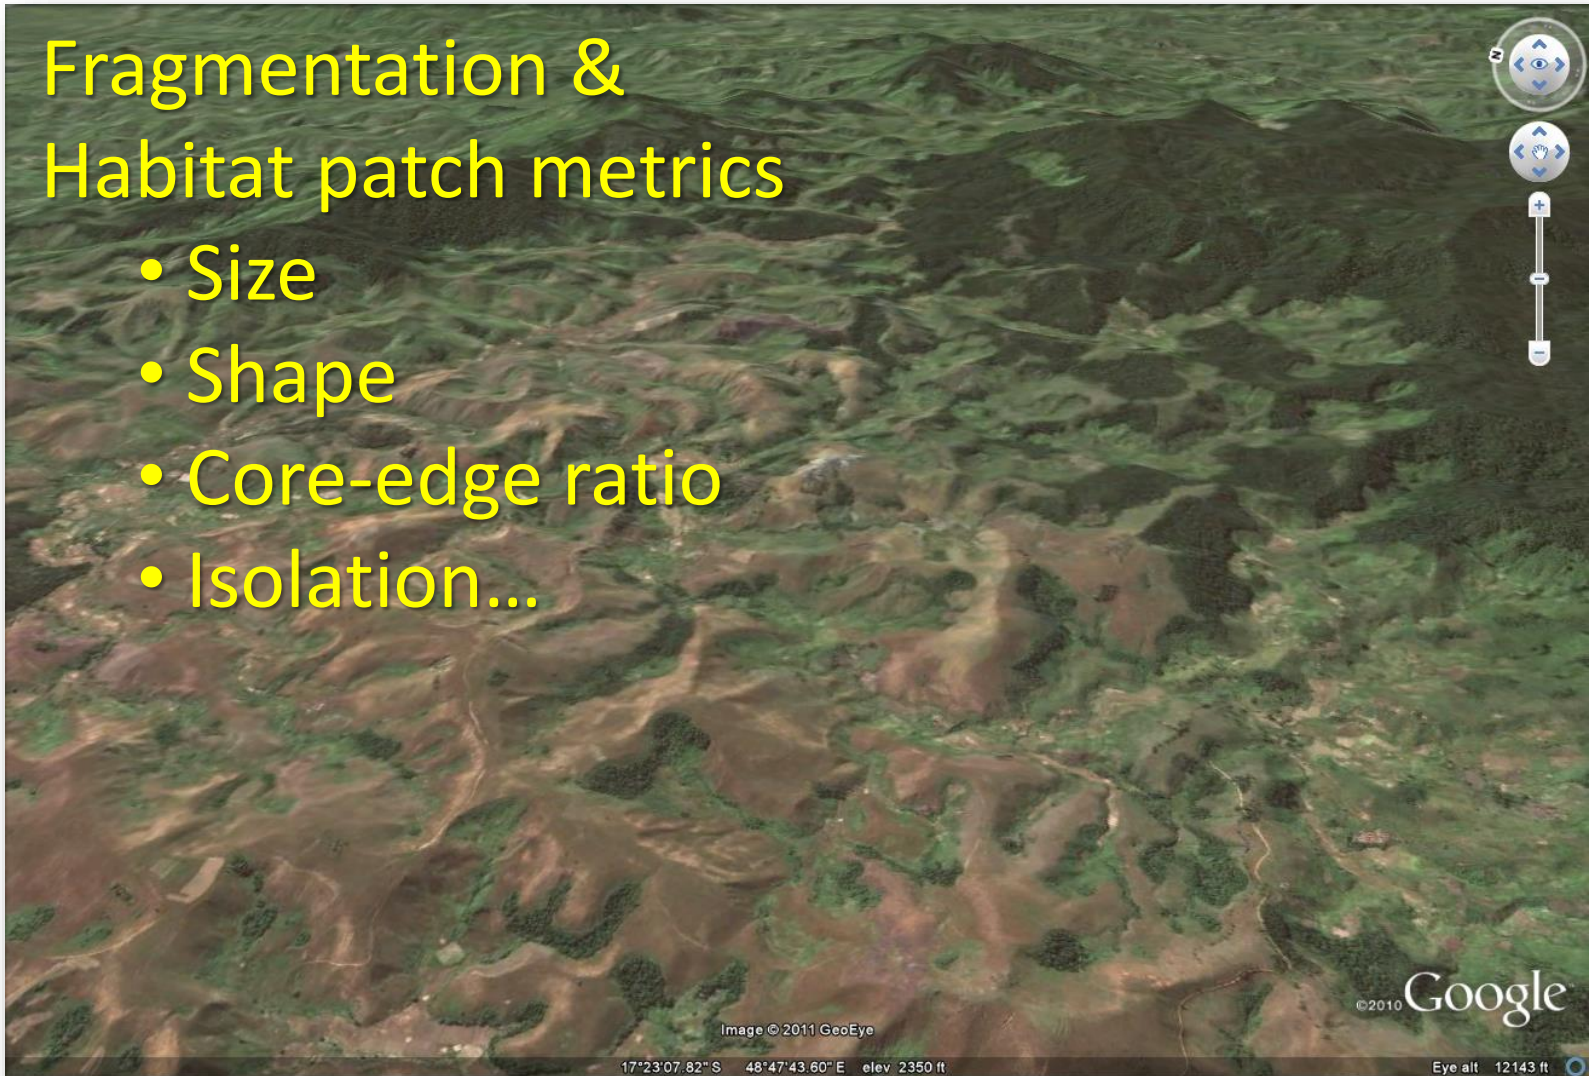 Fragmentation &
Habitat patch metrics
• Size
• Shape
• Core-edge ratio
• Isolation...
N
©2010 Google
Image © 2011 GeoEye
17°23'07.82" S 48°47'43.60" E elev 2350 ft
Eye alt 12143 ft